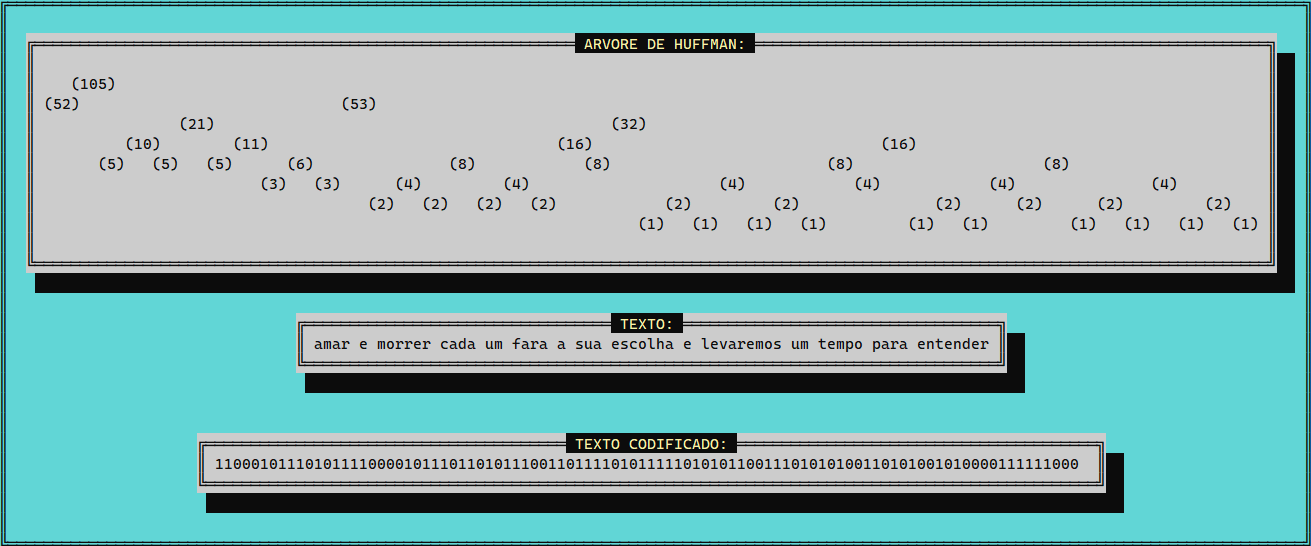 ARVORE DE HUFFMAN:
(105)
(52) (53)
(21) (32)
(10) (11) (16) (16)
(5) (5) (5) (6) (8) (8) (8) (8)
(3) (3) (4) (4) (4) (4) (4) (4)
(2) (2) (2) (2) (2) (2) (2) (2) (2) (2)
(1) (1) (1) (1) (1) (1) (1) (1) (1) (1)
TEXTO:
amar e morrer cada um fara a sua escolha e levaremos um tempo para entender
TEXTO CODIFICADO:
110001011101011110000101110110101110011011110101111101010110011101010100110101001010000111111000